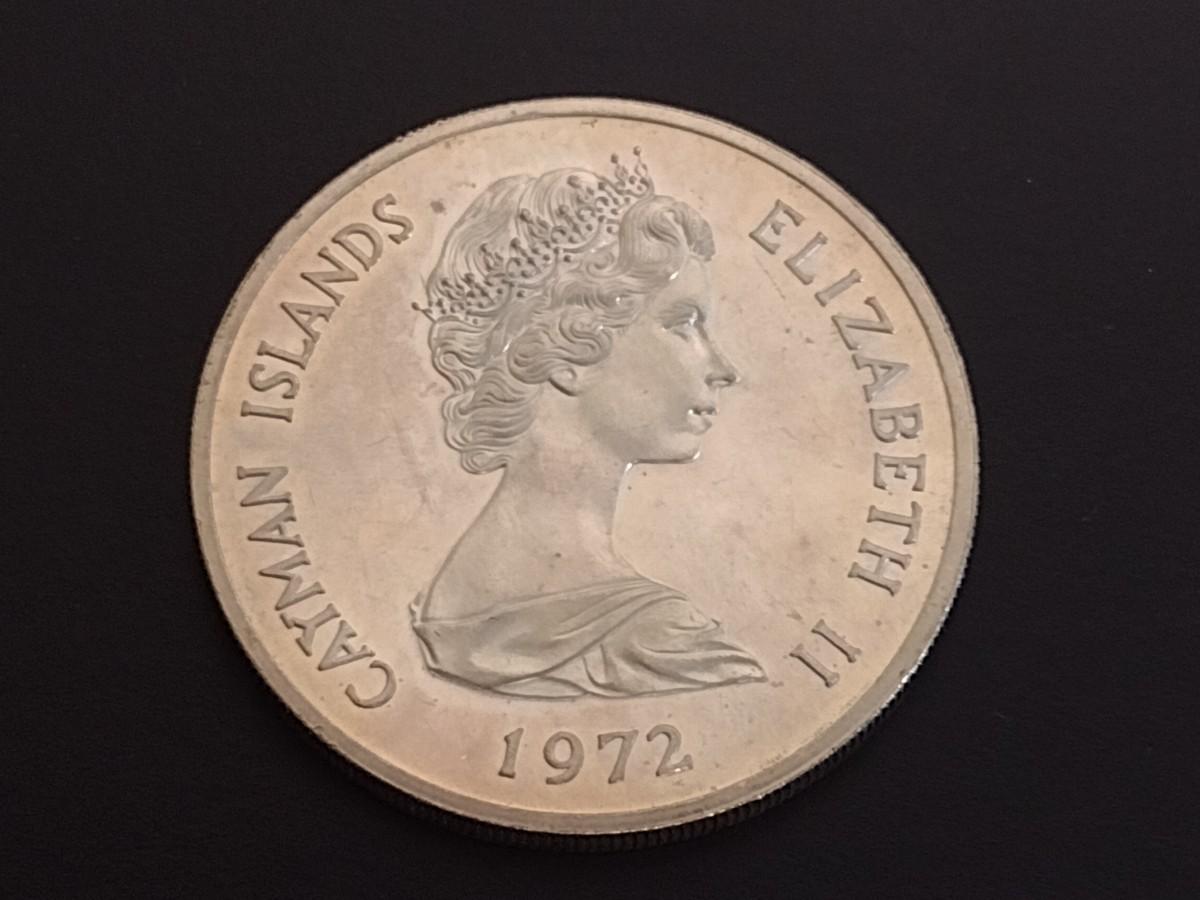 CAYMAN ISLANDS
ELIZABETH II
1972